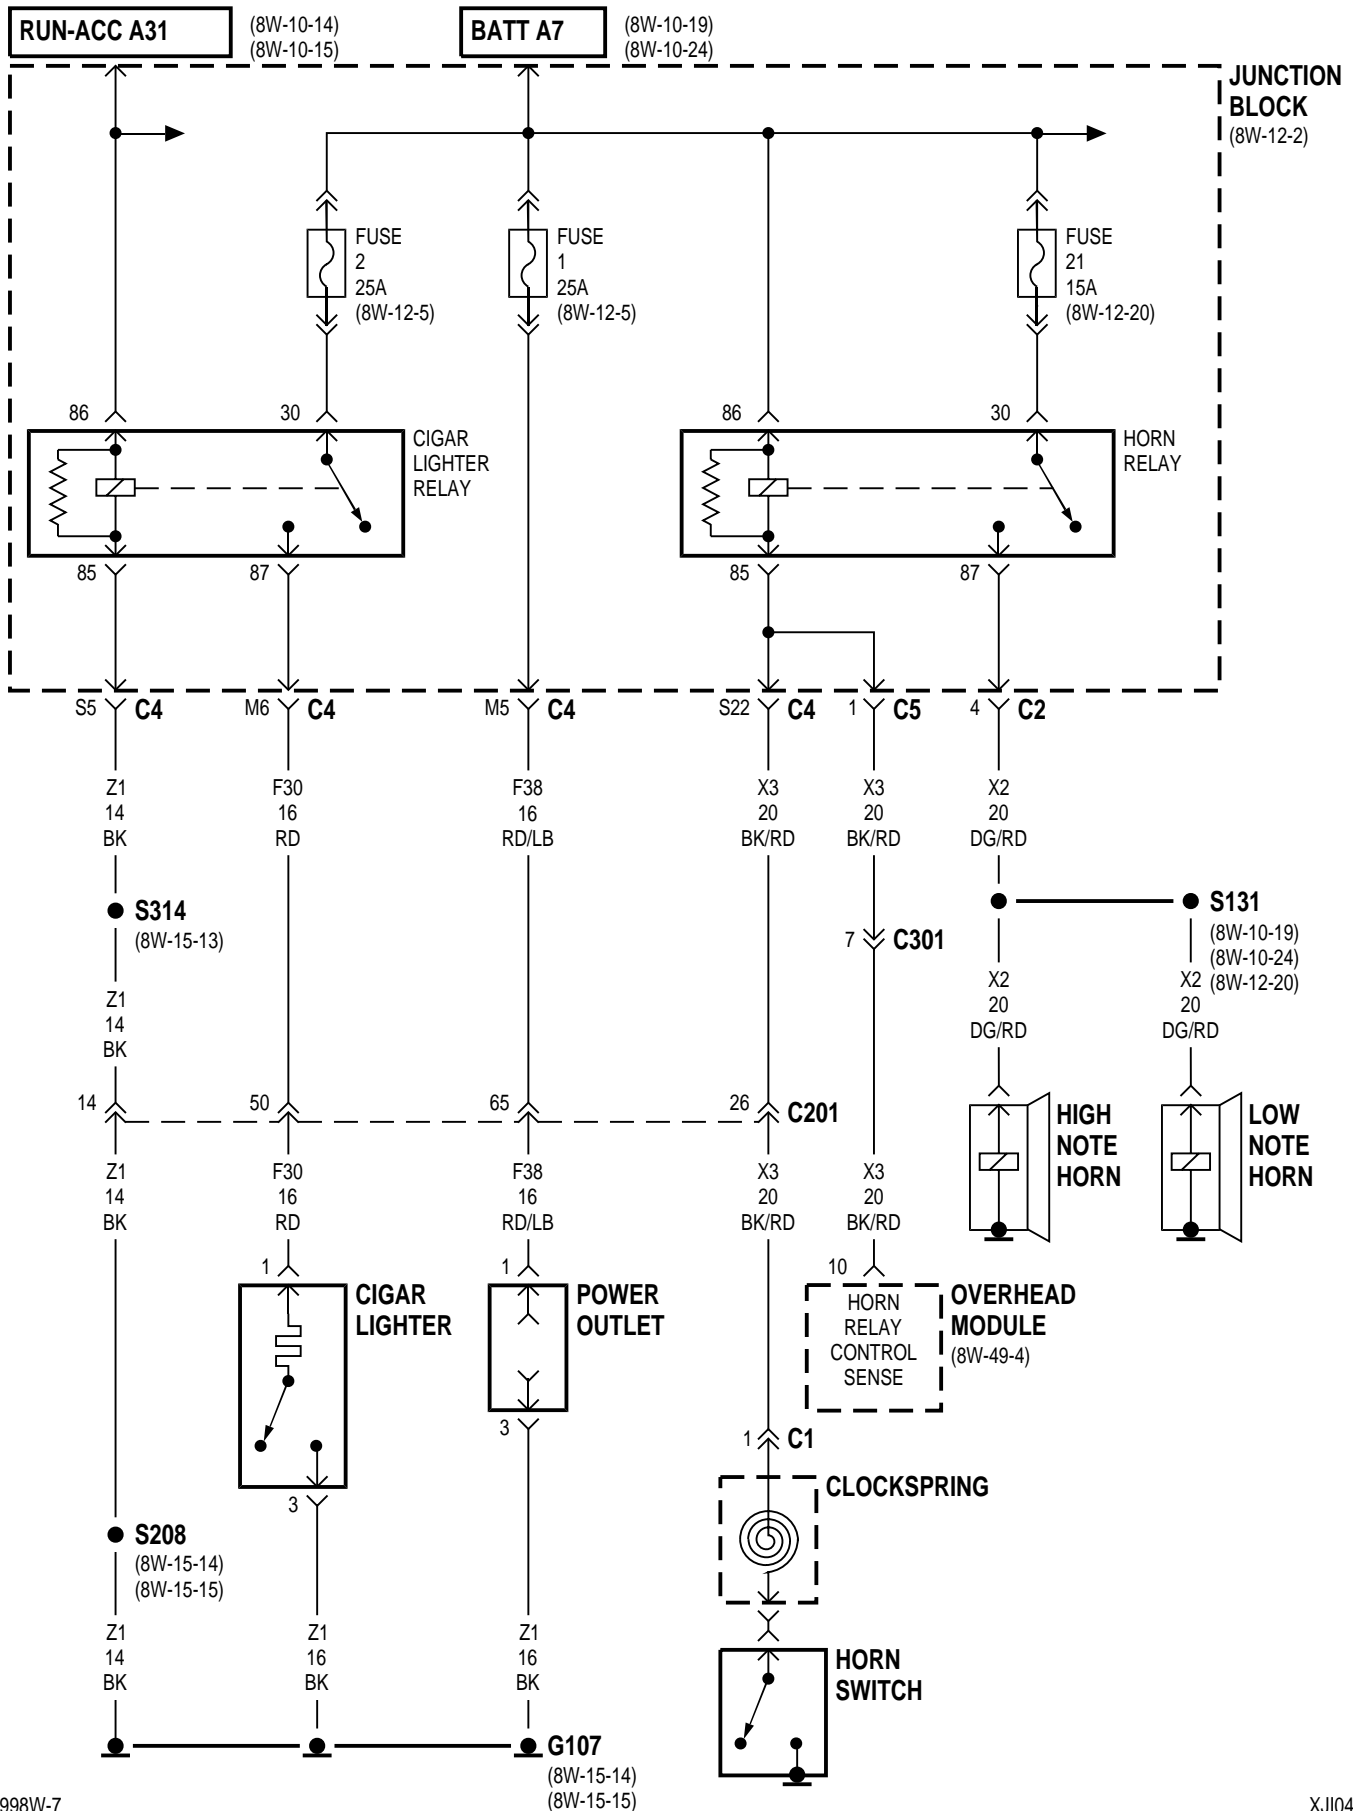 RUN-ACC A31
(8W-10-14)
(8W-10-15)
BATT A7
(8W-10-19)
(8W-10-24)
JUNCTION
BLOCK
(8W-12-2)
FUSE
2
25A
(8W-12-5)
FUSE
1
25A
(8W-12-5)
FUSE
21
15A
(8W-12-20)
86
30
CIGAR
LIGHTER
RELAY
85
87
86
30
HORN
RELAY
85
87
S5 C4
M6 C4
M5 C4
S22 C4
1 C5
4 C2
Z1
14
BK
F30
16
RD
F38
16
RD/LB
X3
20
BK/RD
X3
20
BK/RD
X2
20
DG/RD
S314
(8W-15-13)
7 C301
S131
(8W-10-19)
(8W-10-24)
(8W-12-20)
Z1
14
BK
X2
20
DG/RD
X2
20
DG/RD
14
50
65
26 C201
HIGH
NOTE
HORN
LOW
NOTE
HORN
Z1
14
BK
F30
16
RD
F38
16
RD/LB
X3
20
BK/RD
X3
20
BK/RD
1
CIGAR
LIGHTER
3
1
POWER
OUTLET
3
10
HORN
RELAY
CONTROL
SENSE
OVERHEAD
MODULE
(8W-49-4)
1 C1
CLOCKSPRING
S208
(8W-15-14)
(8W-15-15)
Z1
14
BK
Z1
16
BK
Z1
16
BK
HORN
SWITCH
G107
(8W-15-14)
(8W-15-15)
998W-7
XJI04